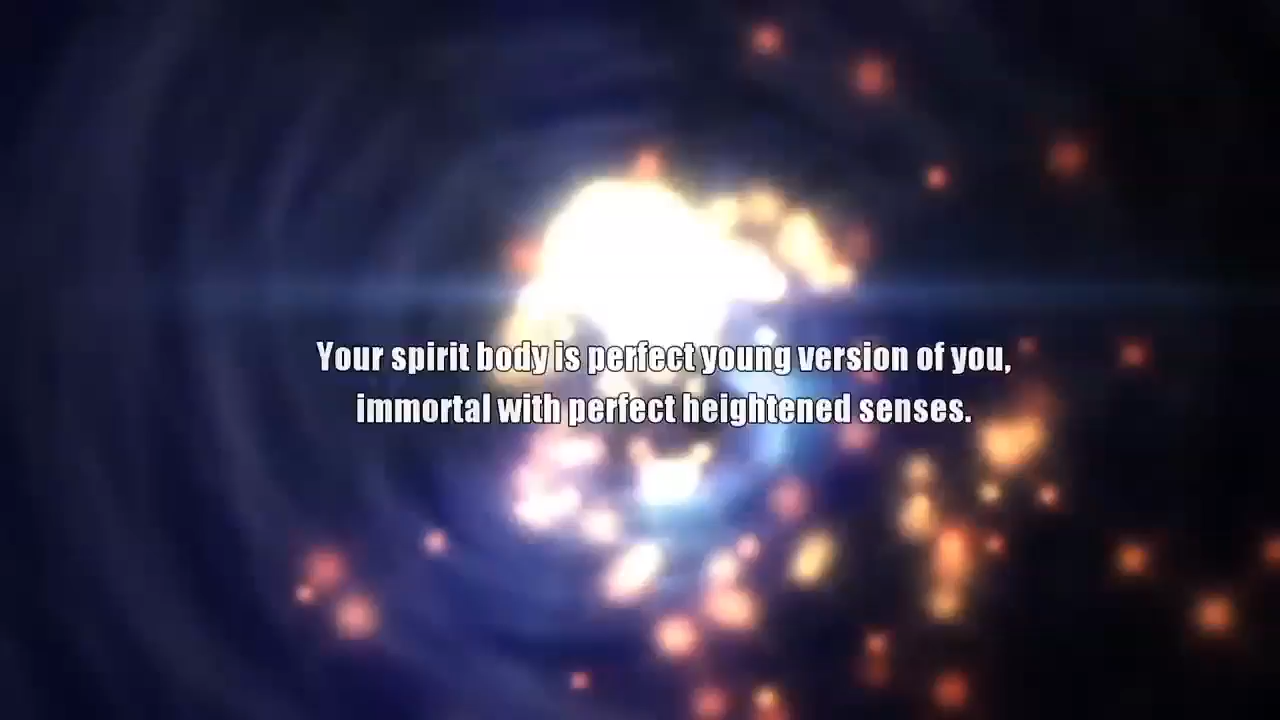 Your spirit body is perfect young version of you,
immortal with perfect heightened senses.